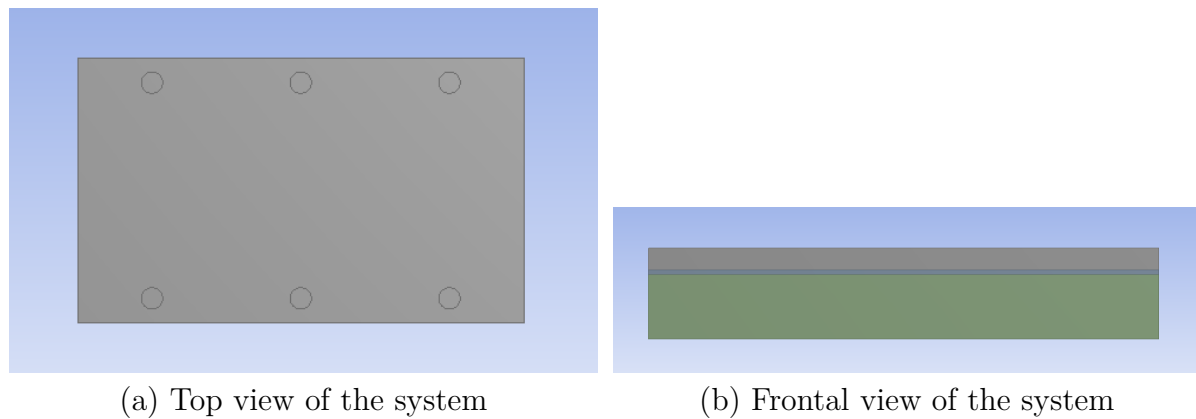 (a) Top view of the system
(b) Frontal view of the system